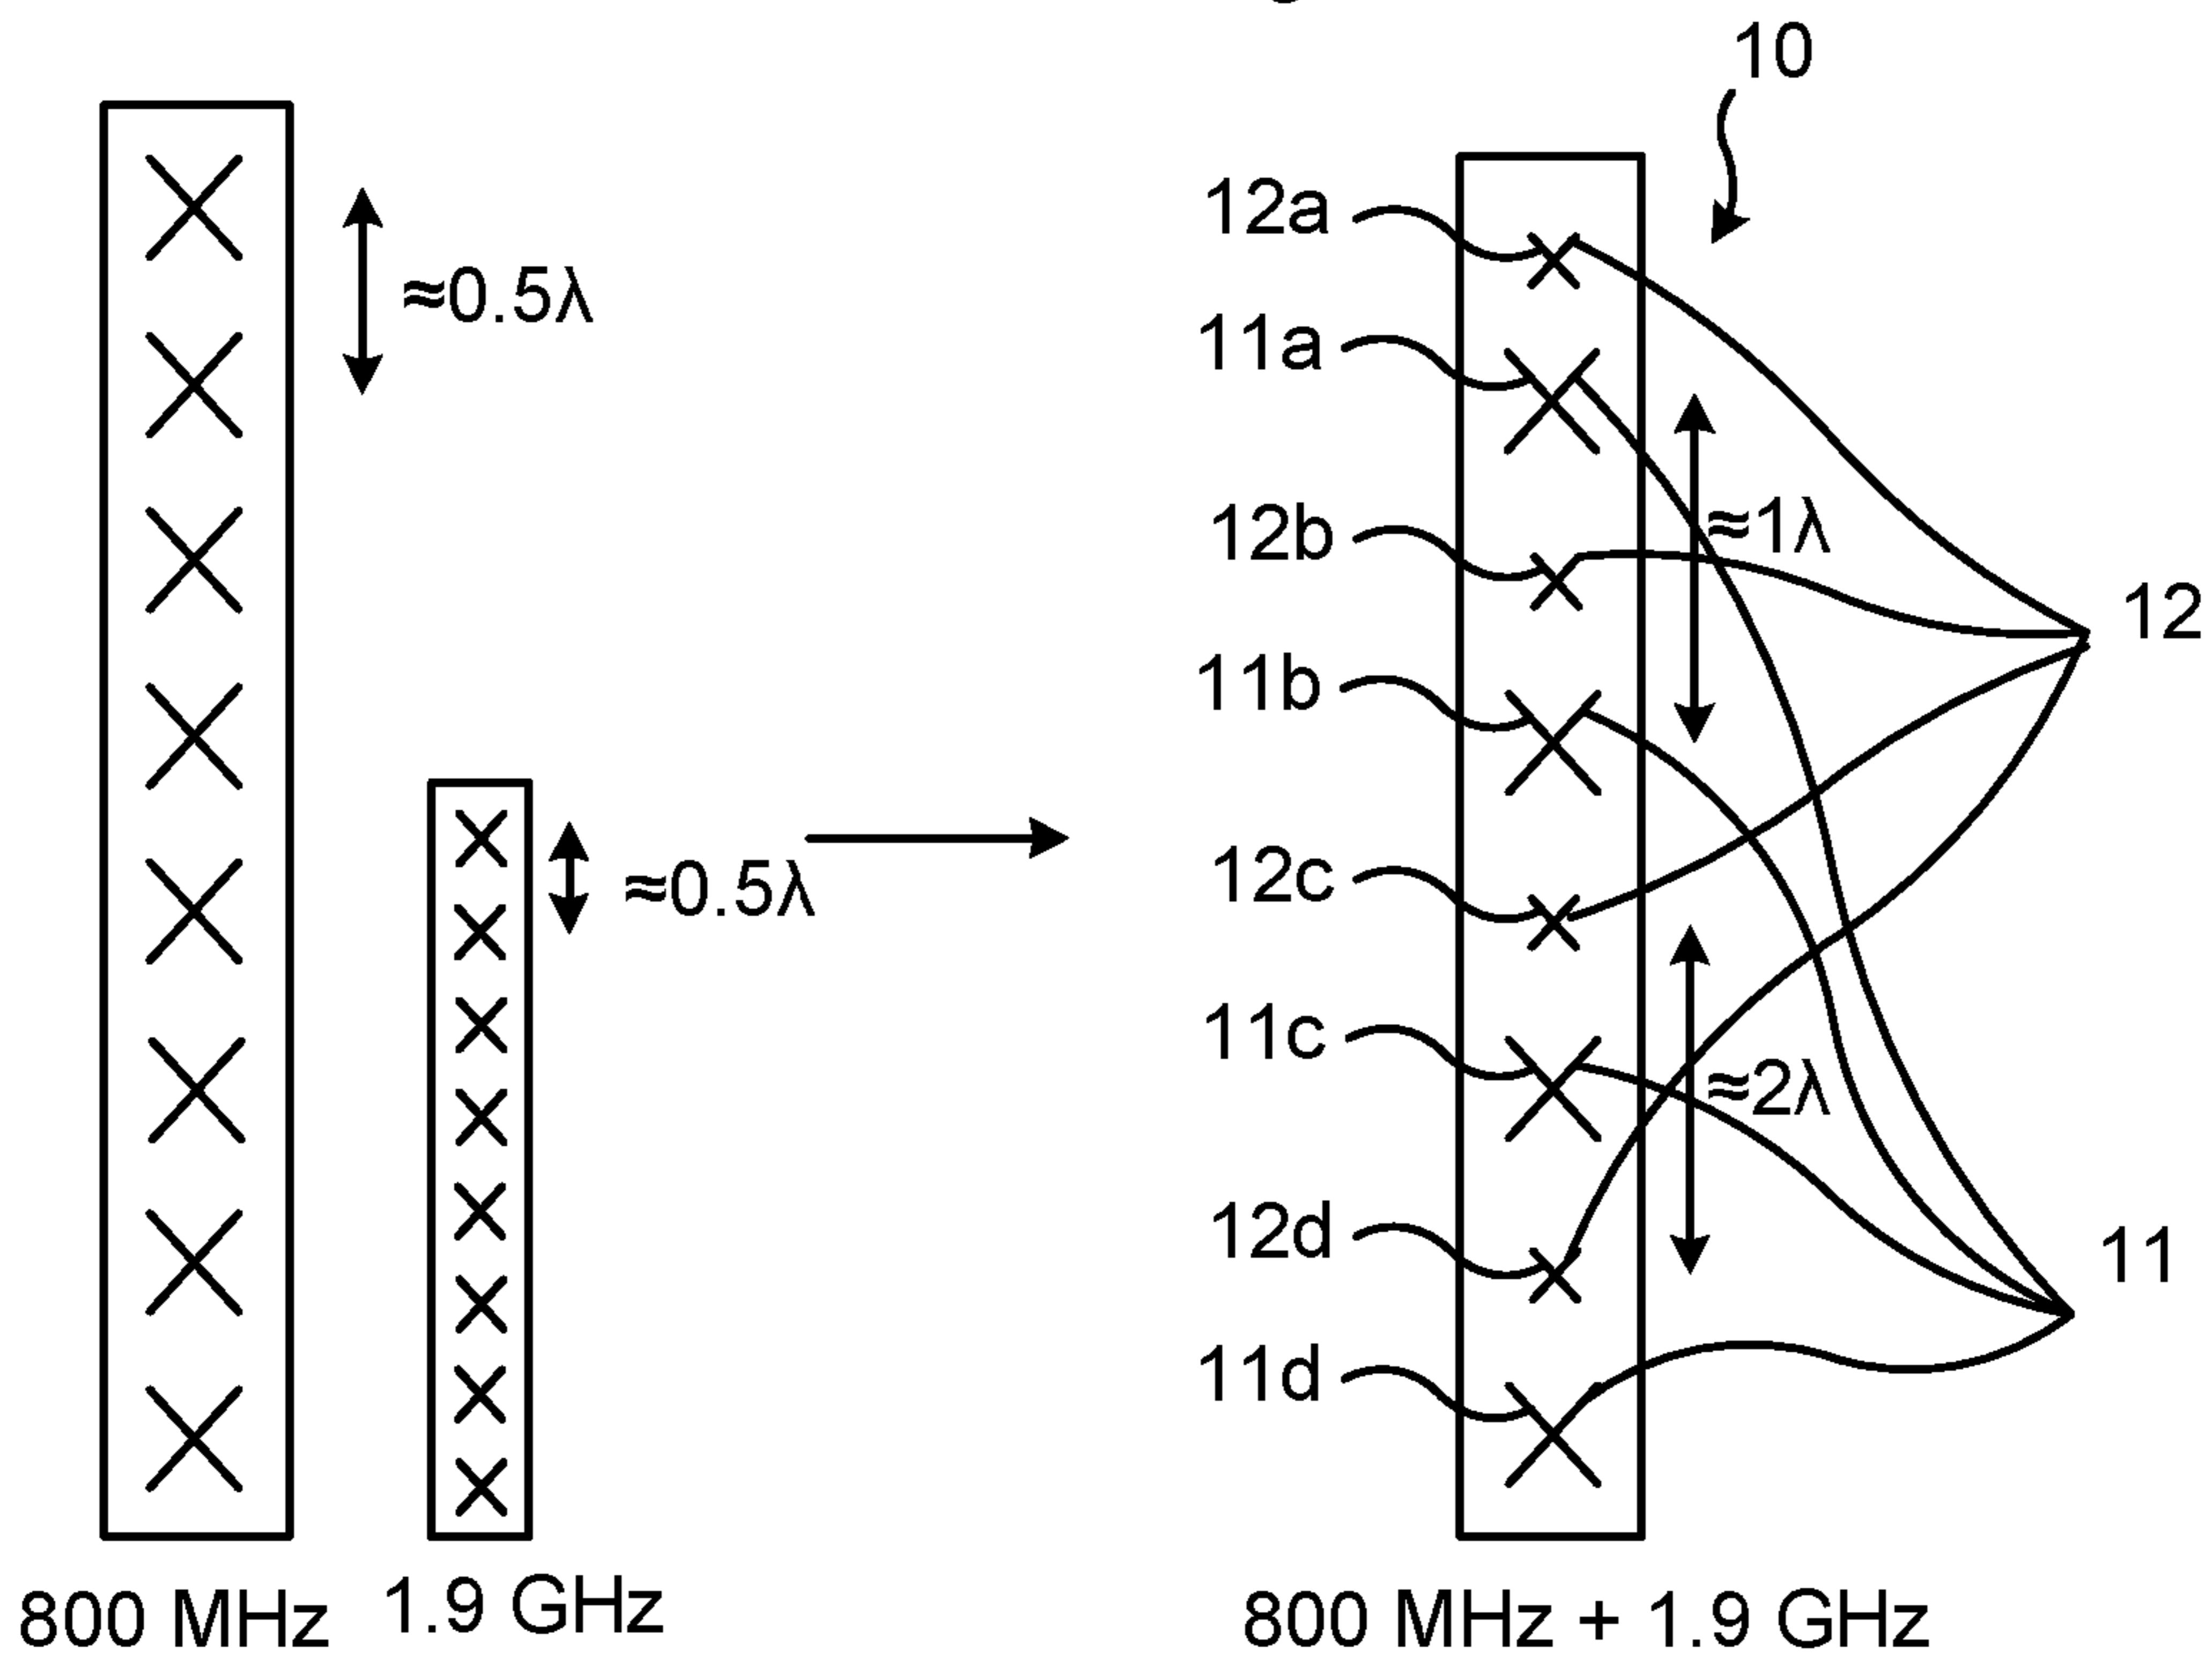 10
12a
≈0.5λ
11a
12b
≈1λ
12
11b
12c
≈0.5λ
11c
≈2λ
12d
11
11d
800 MHz
1.9 GHz
800 MHz + 1.9 GHz